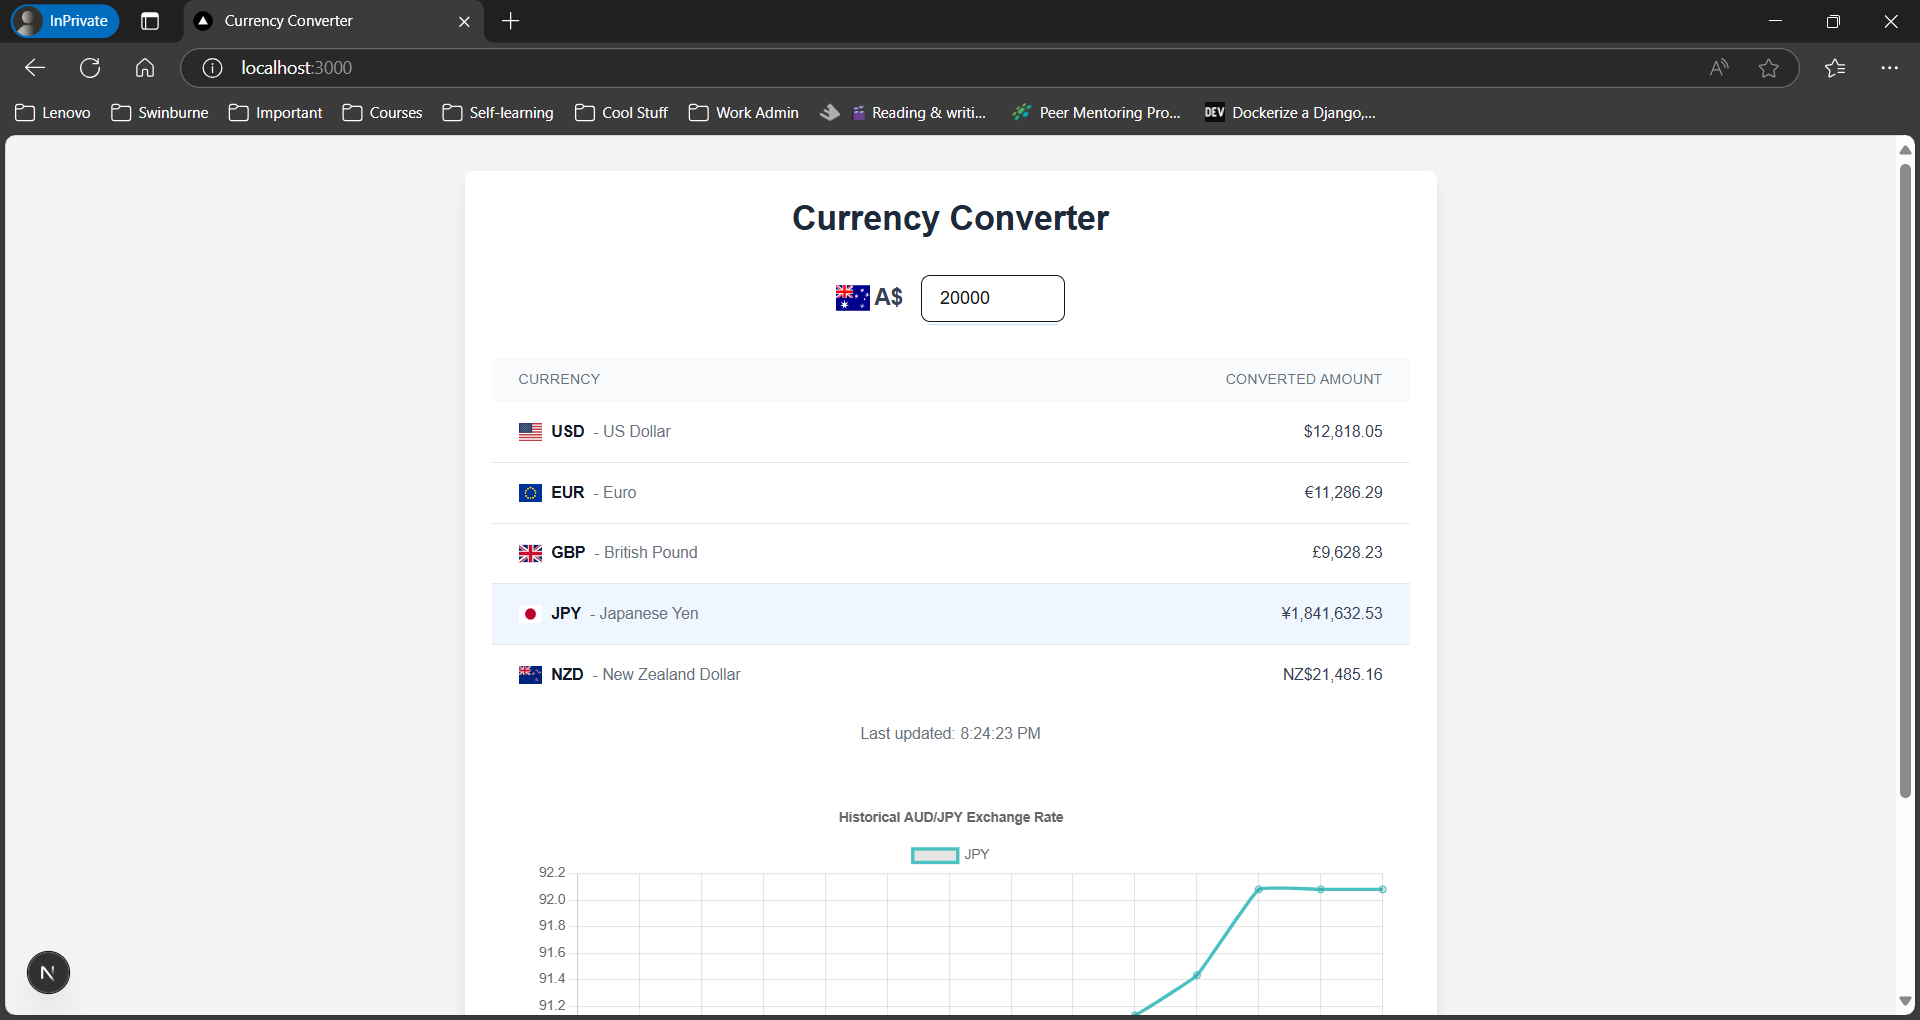 InPrivate
Currency Converter
localhost:3000
Lenovo
Swinburne
Important
Courses
Self-learning
Cool Stuff
Work Admin
Reading & writi...
Peer Mentoring Pro...
DEV Dockerize a Django,...
Currency Converter
A$ 20000
CURRENCY CONVERTED AMOUNT
USD - US Dollar $12,818.05
EUR - Euro €11,286.29
GBP - British Pound £9,628.23
JPY - Japanese Yen ¥1,841,632.53
NZD - New Zealand Dollar NZ$21,485.16
Last updated: 8:24:23 PM
Historical AUD/JPY Exchange Rate
JPY
92.2
92.0
91.8
91.6
91.4
91.2
N